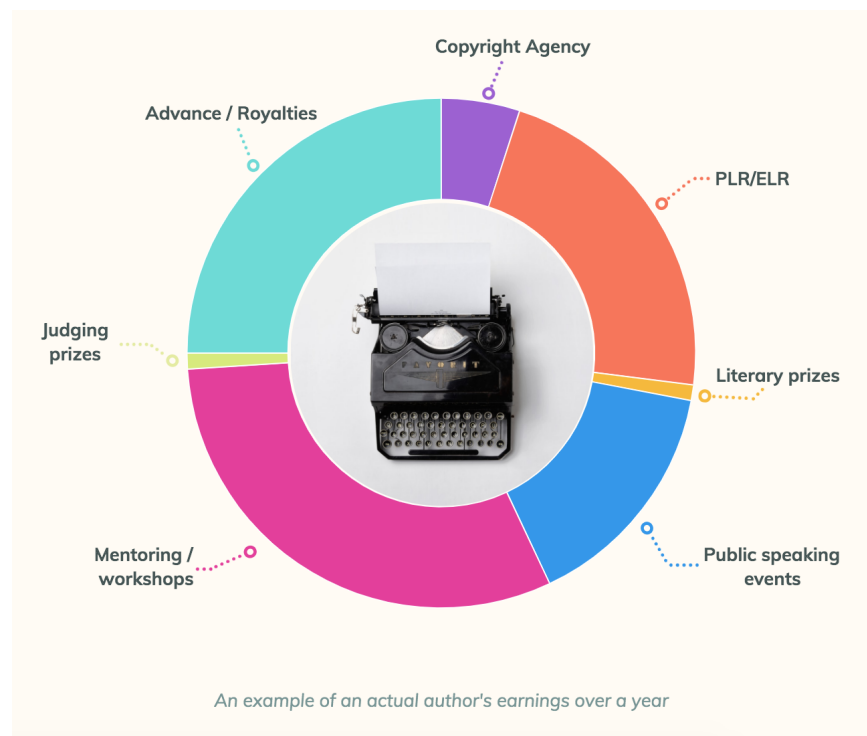 Copyright Agency
Advance / Royalties
PLR/ELR
Judging
prizes
Literary prizes
FAVORIT
Mentoring /
workshops
Public speaking
events
An example of an actual author's earnings over a year